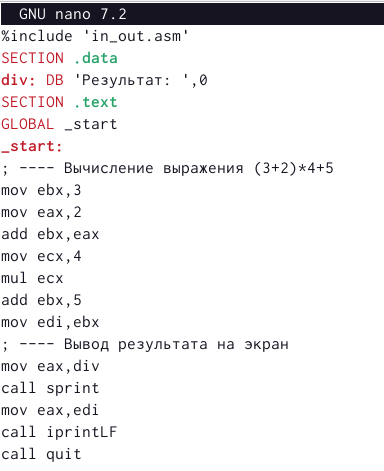 GNU nano 7.2
%include 'in_out.asm'
SECTION .data
div: DB 'Результат: ',0
SECTION .text
GLOBAL _start
_start:
; ---- Вычисление выражения (3+2)*4+5
mov ebx,3
mov eax,2
add ebx,eax
mov ecx,4
mul ecx
add ebx,5
mov edi,ebx
; ---- Вывод результата на экран
mov eax,div
call sprint
mov eax,edi
call iprintLF
call quit